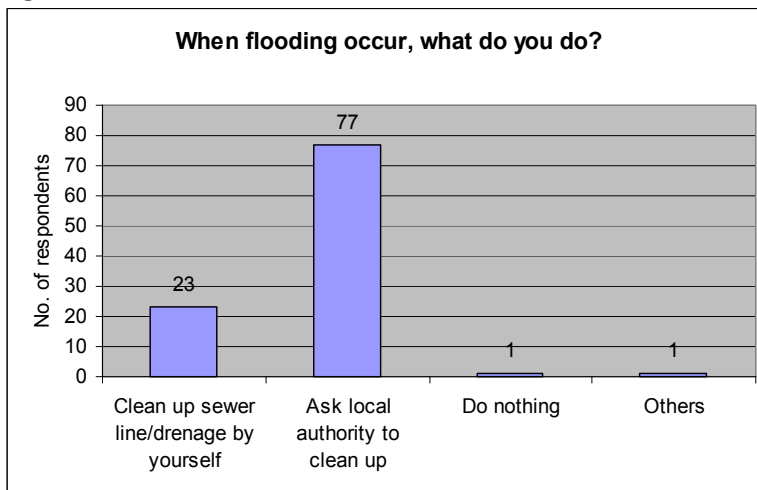 When flooding occur, what do you do?
90
80
70
60
50
40
30
20
10
0
No. of respondents
23
77
1
1
Clean up sewer
line/drenage by
yourself
Ask local
authority to
clean up
Do nothing
Others